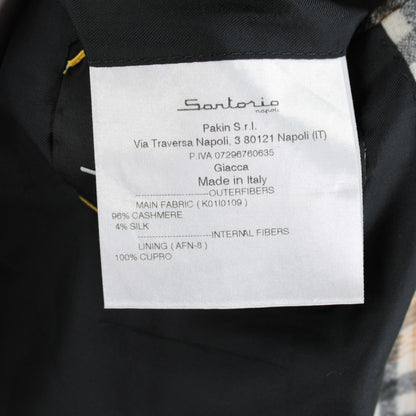 Sartorio
napoli
Pakin S.r.l.
Via Traversa Napoli, 3 80121 Napoli (IT)
P.IVA 07296760635
Giacca
Made in Italy
--------------------------------OUTERFIBERS
MAIN FABRIC ( K01I0109 )
96% CASHMERE
4% SILK
--------------------------------INTERNAL FIBERS
LINING ( AFN-8 )
100% CUPRO